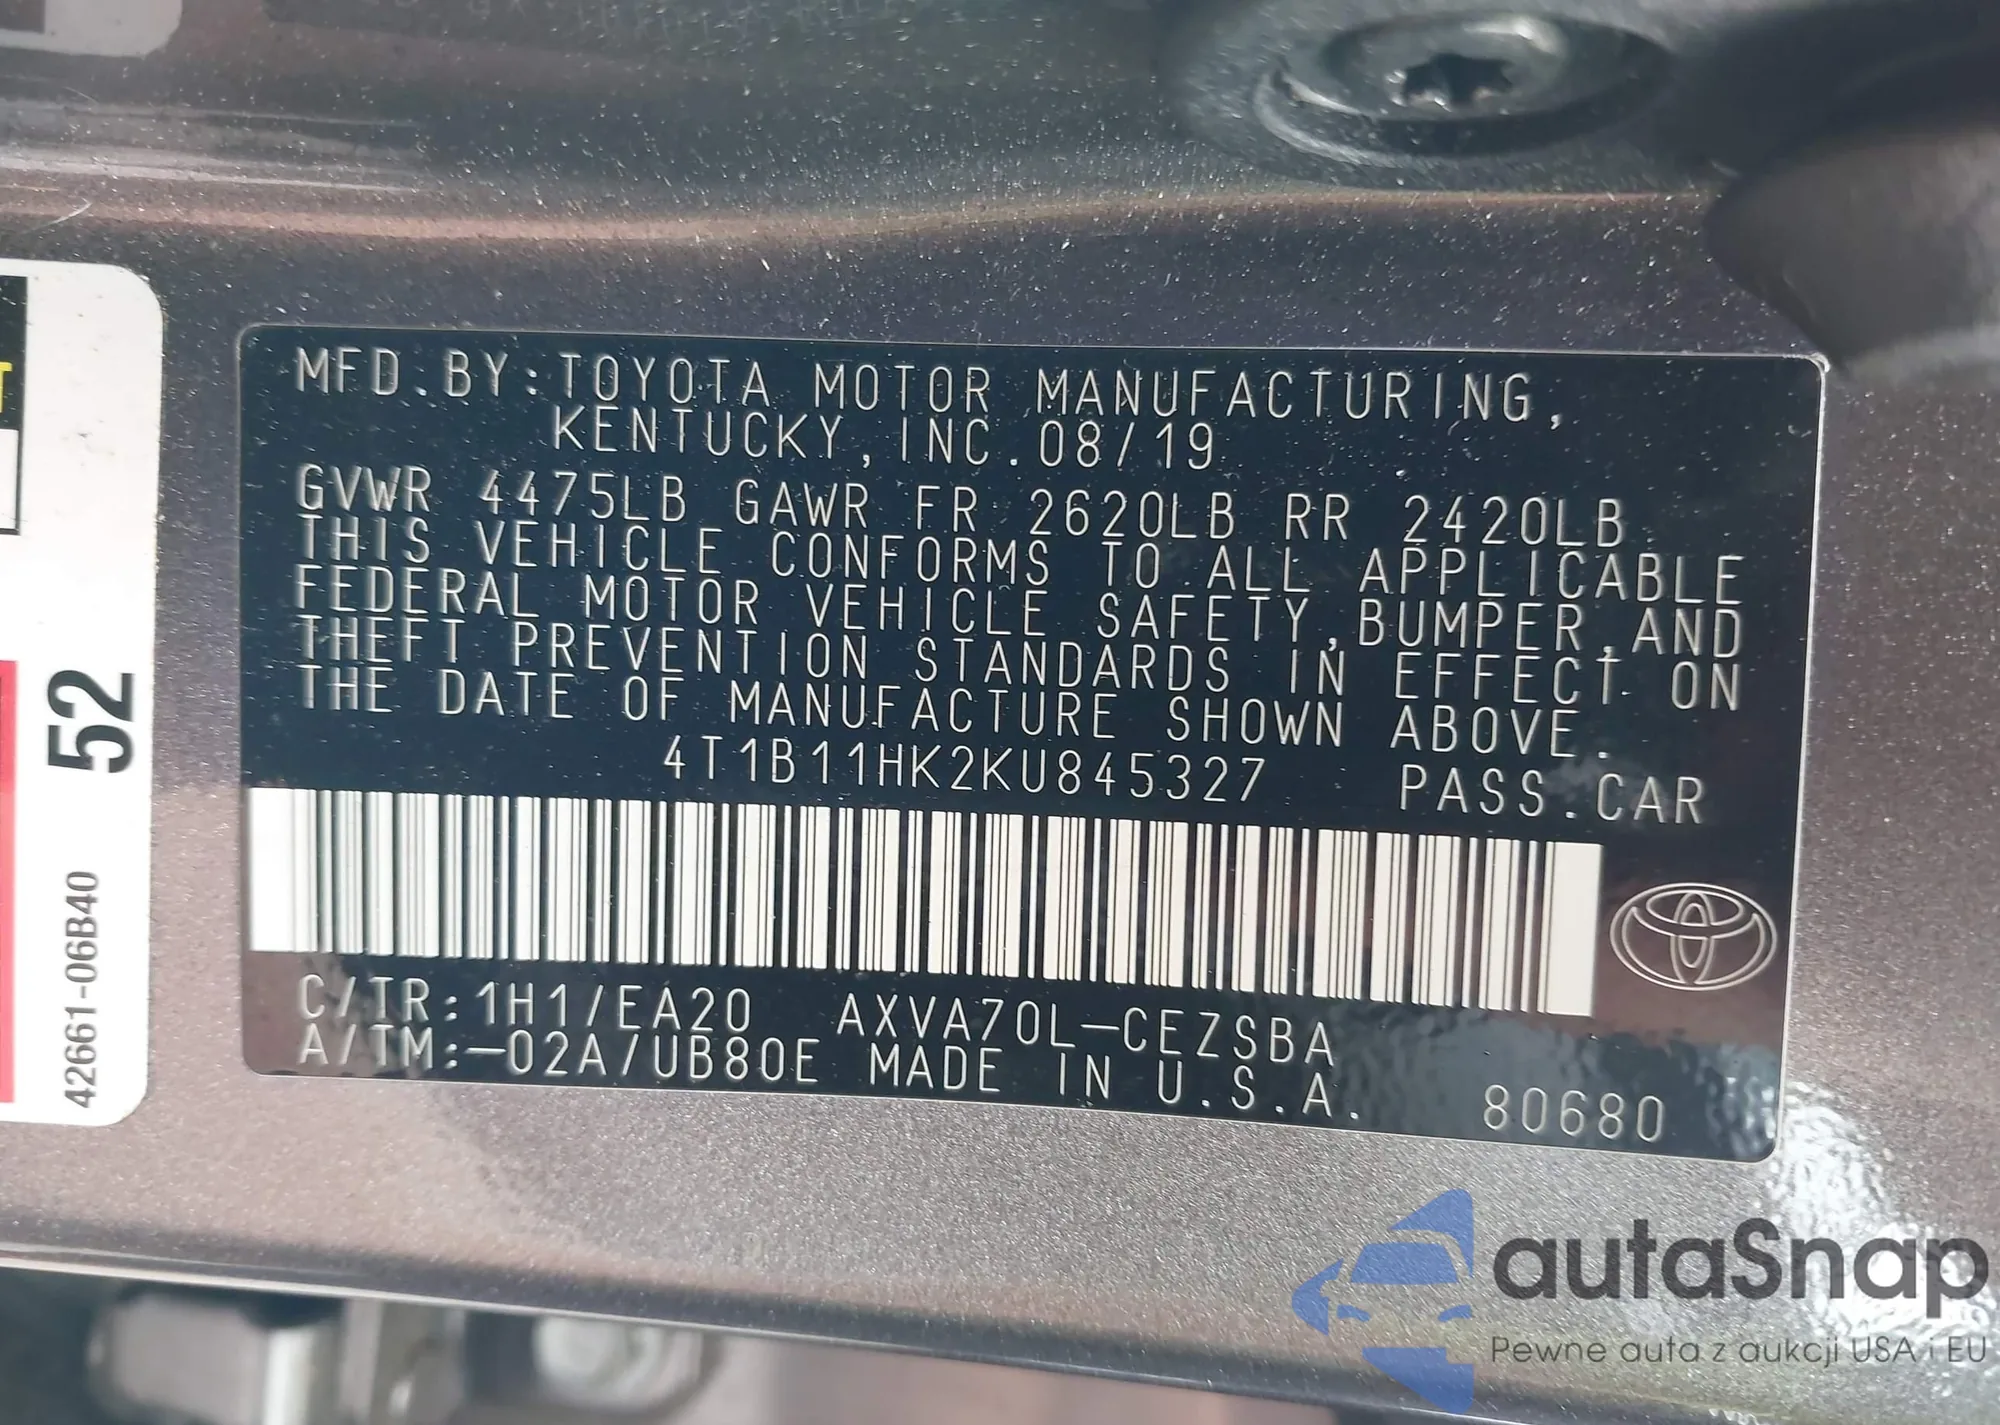 MFD.BY:TOYOTA MOTOR MANUFACTURING,
KENTUCKY,INC.08/19
GVWR 4475LB GAWR FR 2620LB RR 2420LB
THIS VEHICLE CONFORMS TO ALL APPLICABLE
FEDERAL MOTOR VEHICLE SAFETY,BUMPER,AND
THEFT PREVENTION STANDARDS IN EFFECT ON
THE DATE OF MANUFACTURE SHOWN ABOVE.
4T1B11HK2KU845327 PASS.CAR
C/TR:1H1/EA20 AXVA70L-CEZSBA
A/TM:-02A/UB80E MADE IN U.S.A.
80680
T
52
42661-06B40
autaSnap
Pewne auta z aukcji USA i EU